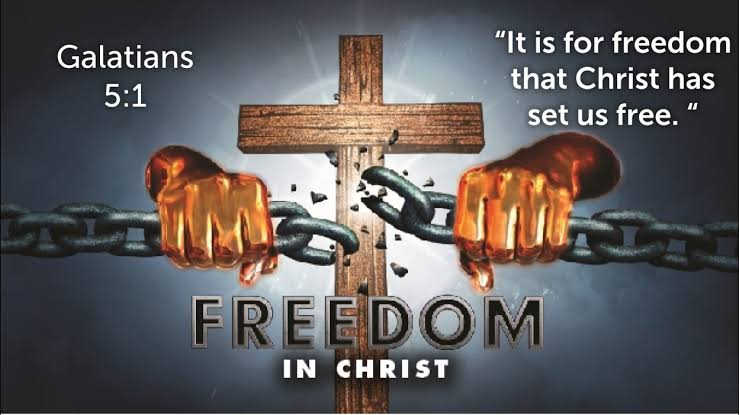 Galatians
5:1
“It is for freedom
that Christ has
set us free. “
FREEDOM
IN CHRIST